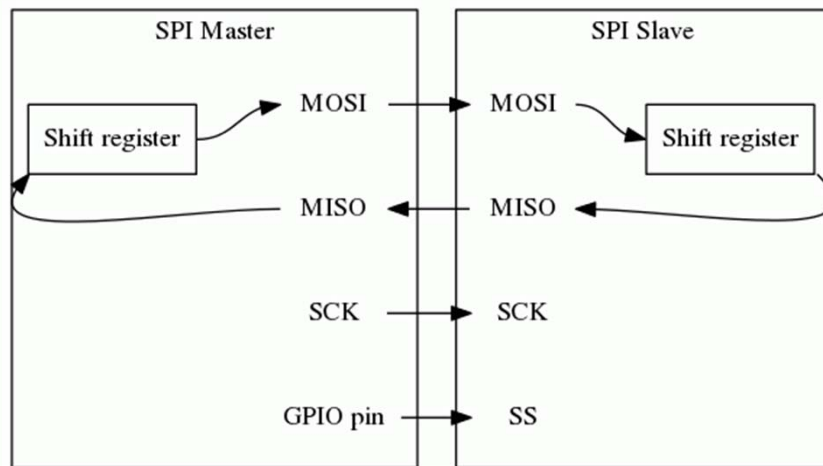 SPI Master
SPI Slave
MOSI
MOSI
Shift register
Shift register
MISO
MISO
SCK
SCK
GPIO pin
SS